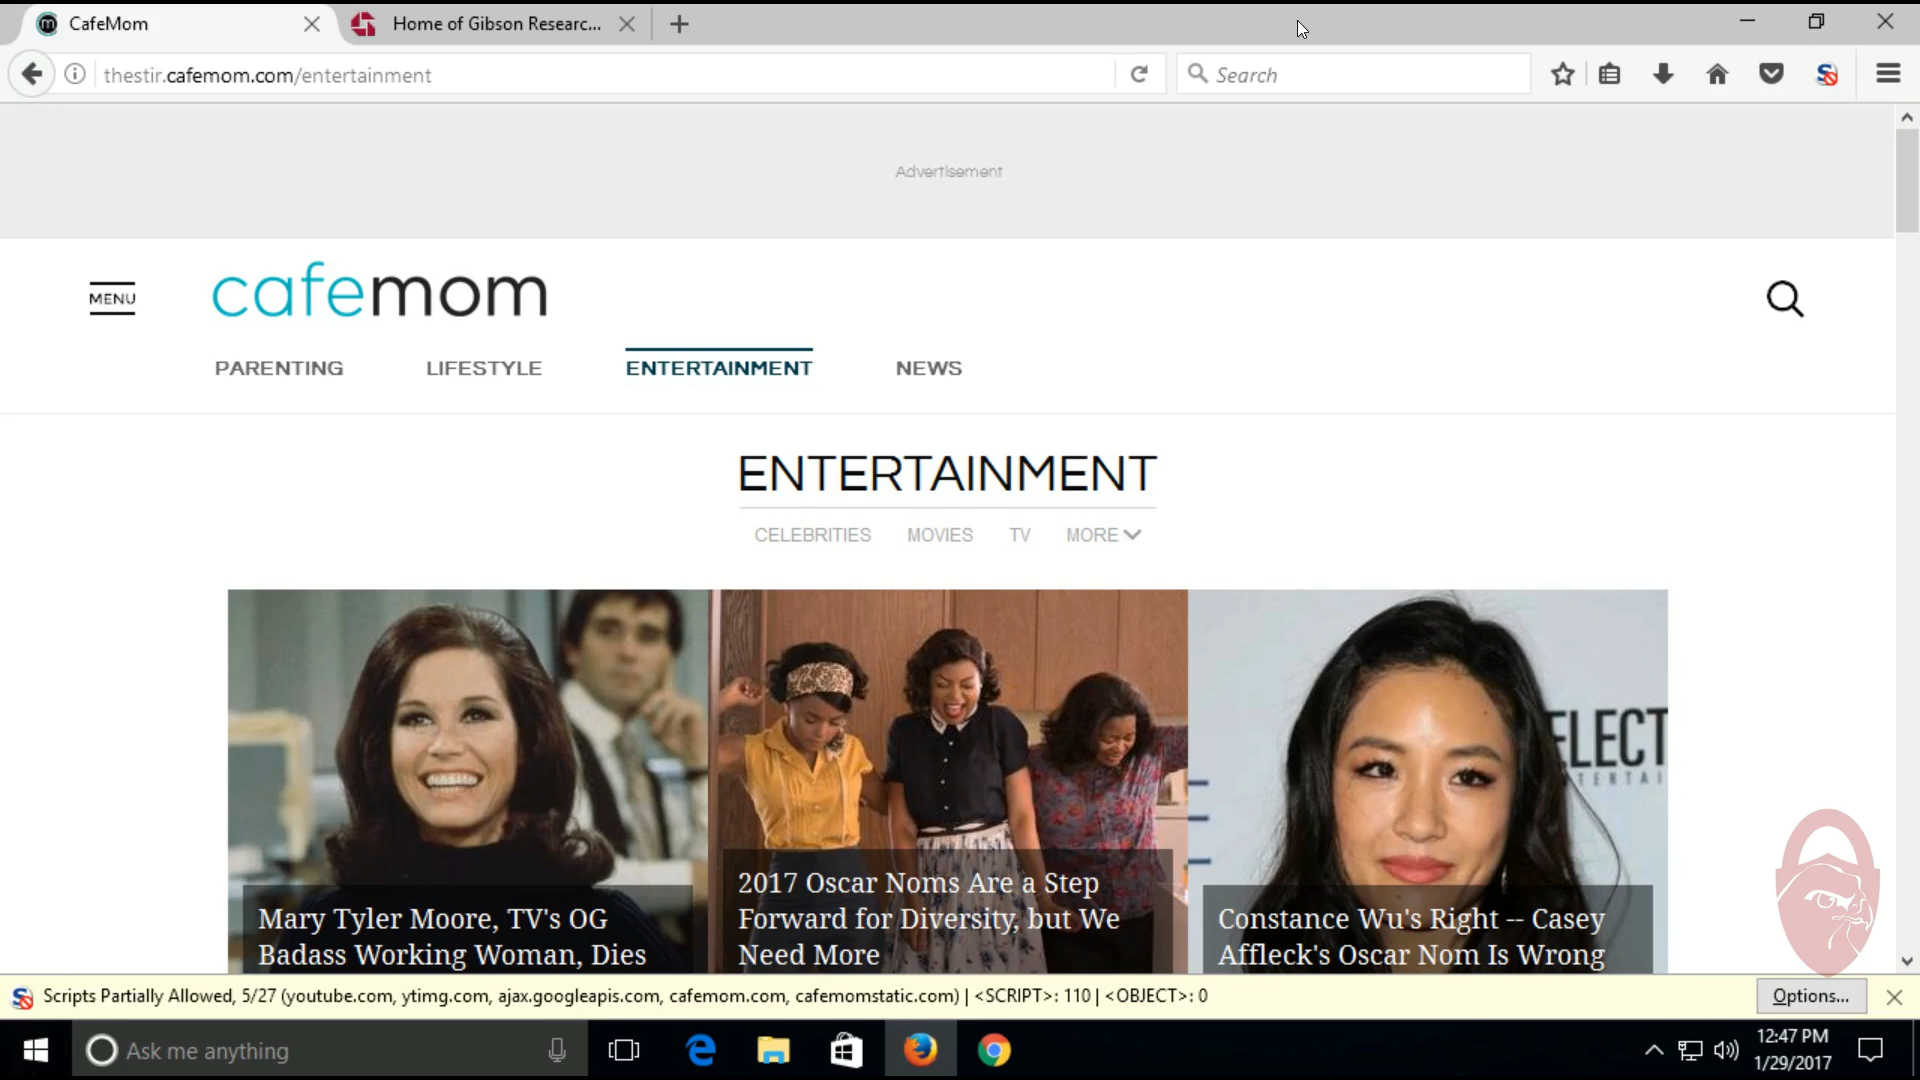 CafeMom
Home of Gibson Researc...
thestir.cafemom.com/entertainment
Search
Advertisement
MENU
cafemom
PARENTING
LIFESTYLE
ENTERTAINMENT
NEWS
ENTERTAINMENT
CELEBRITIES
MOVIES
TV
MORE
ELECT
ENTERTAI
Mary Tyler Moore, TV's OG
Badass Working Woman, Dies
2017 Oscar Noms Are a Step
Forward for Diversity, but We
Need More
Constance Wu's Right -- Casey
Affleck's Oscar Nom Is Wrong
Scripts Partially Allowed, 5/27 (youtube.com, ytimg.com, ajax.googleapis.com, cafemom.com, cafemomstatic.com) | <SCRIPT>: 110 | <OBJECT>: 0
Options...
Ask me anything
12:47 PM
1/29/2017